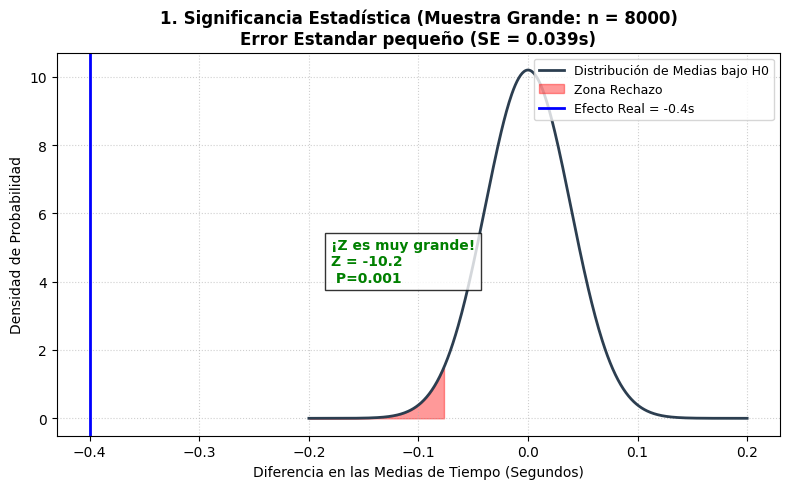 1. Significancia Estadística (Muestra Grande: n = 8000)
Error Estandar pequeño (SE = 0.039s)
Distribución de Medias bajo H0
Zona Rechazo
Efecto Real = -0.4s
¡Z es muy grande!
Z = -10.2
P=0.001
Densidad de Probabilidad
10
8
6
4
2
0
−0.4
−0.3
−0.2
−0.1
0.0
0.1
0.2
Diferencia en las Medias de Tiempo (Segundos)